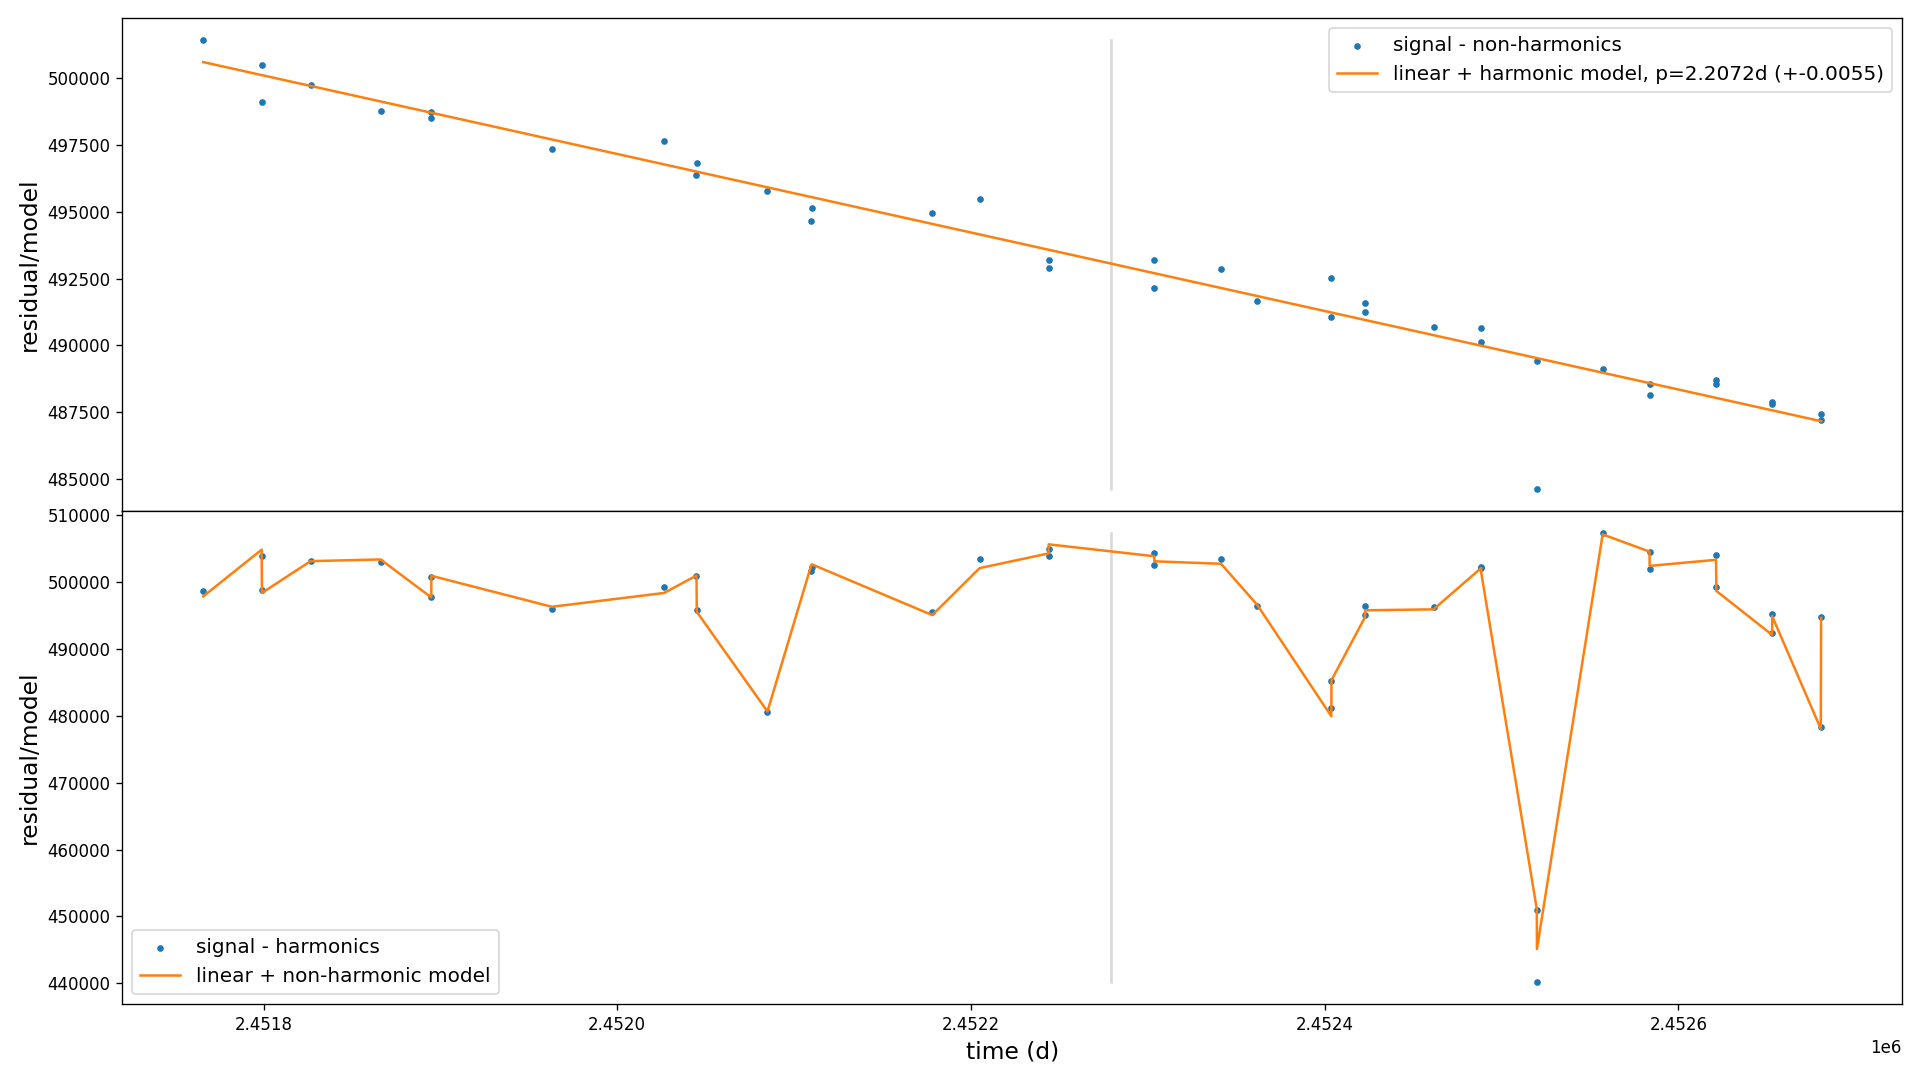 signal - non-harmonics
linear + harmonic model, p=2.2072d (+-0.0055)
500000
497500
495000
492500
490000
487500
485000
residual/model
510000
500000
490000
480000
470000
460000
450000
440000
residual/model
signal - harmonics
linear + non-harmonic model
2.4518 2.4520 2.4522 2.4524 2.4526
1e6
time (d)